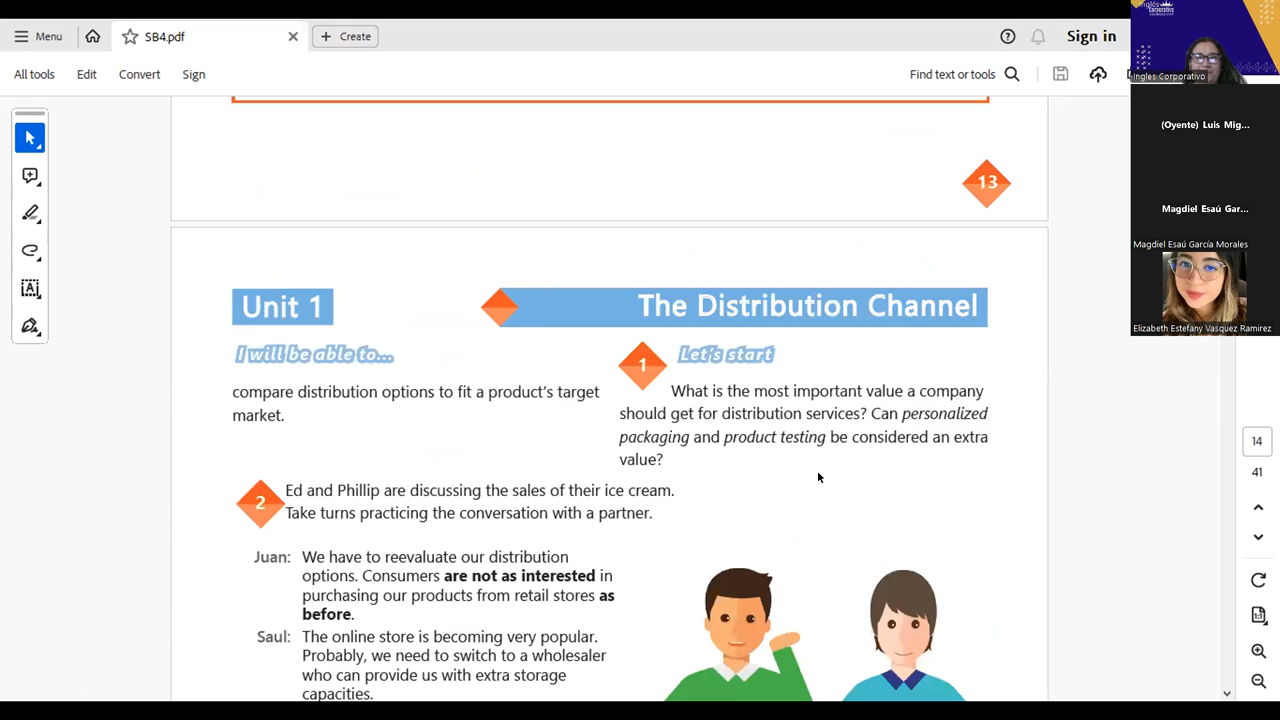 Menu
SB4.pdf
Create
Sign in
All tools
Edit
Convert
Sign
Find text or tools
13
Unit 1
The Distribution Channel
I will be able to...
compare distribution options to fit a product's target
market.
1
Let's start
What is the most important value a company
should get for distribution services? Can personalized
packaging and product testing be considered an extra
value?
2
Ed and Phillip are discussing the sales of their ice cream.
Take turns practicing the conversation with a partner.
Juan: We have to reevaluate our distribution
options. Consumers are not as interested in
purchasing our products from retail stores as
before.
Saul: The online store is becoming very popular.
Probably, we need to switch to a wholesaler
who can provide us with extra storage
capacities.
14
41
1:1
Inglés
Corporativo
Ingles Corporativo
(Oyente) Luis Mig...
Magdiel Esaú Gar...
Magdiel Esaú García Morales
Elizabeth Estefany Vasquez Ramirez